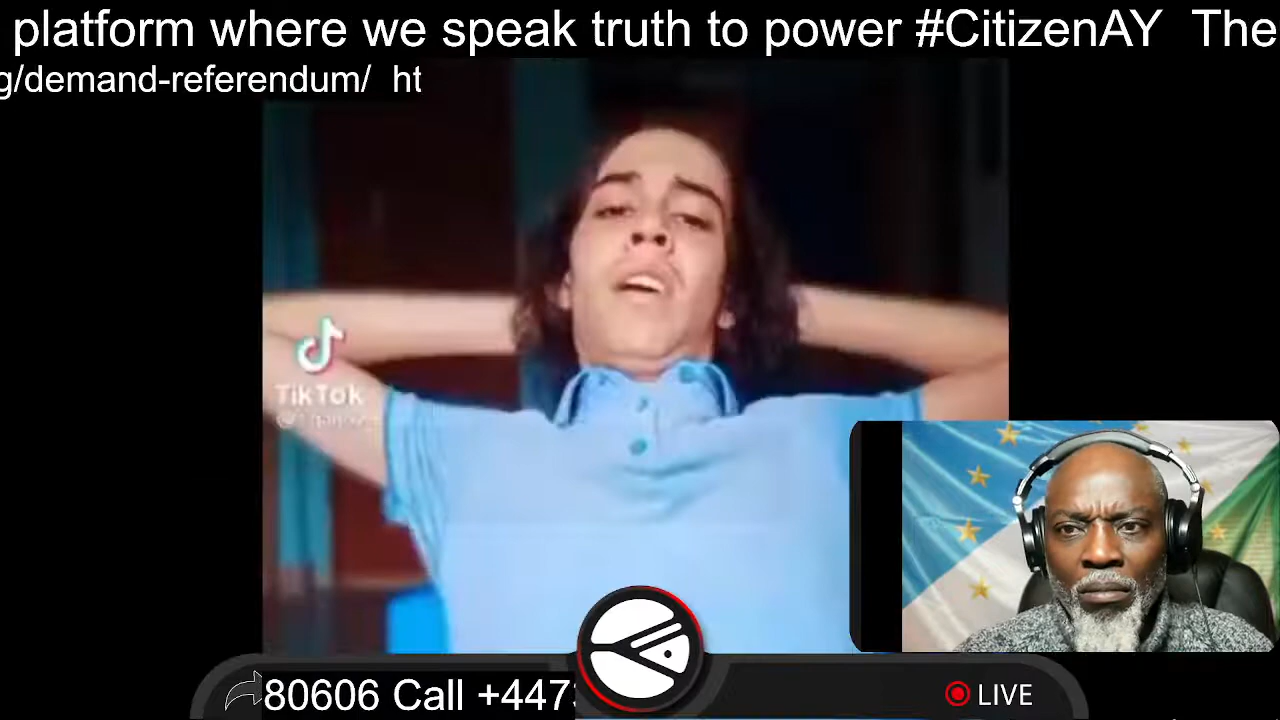 platform where we speak truth to power #CitizenAY The
g/demand-referendum/ ht
TikTok
80606 Call +447
LIVE